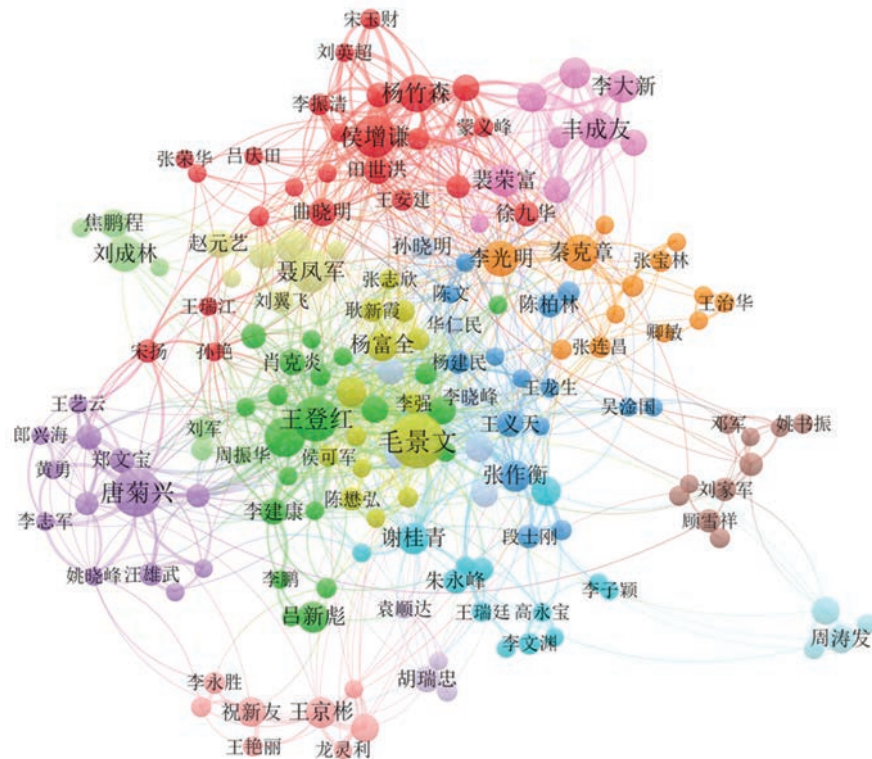 宋玉财
刘英超
杨竹森
李大新
李振清
侯增谦
蒙义峰
丰成友
张荣华
吕庆田
田世洪
裴荣富
王安建
曲晓明
徐九华
焦鹏程
赵元艺
刘成林
孙晓明
李光明
秦克章
聂凤军
张志欣
张宝林
刘翼飞
陈文
王瑞江
耿新霞
陈柏林
王治华
华仁民
卿敏
宋扬
孙艳
杨富全
张连昌
肖克炎
杨建民
王龙生
李晓峰
王艺云
李强
吴淦国
王登红
邓军
姚书振
郎兴海
刘军
王义天
毛景文
周振华
黄勇
郑文宝
侯可军
张作衡
刘家军
唐菊兴
李建康
陈懋弘
李志军
顾雪祥
谢桂青
段士刚
姚晓峰
汪雄武
李鹏
朱永峰
李子颖
吕新彪
袁顺达
王瑞廷
高永宝
李文渊
周涛发
李永胜
胡瑞忠
祝新友
王京彬
王艳丽
龙灵利